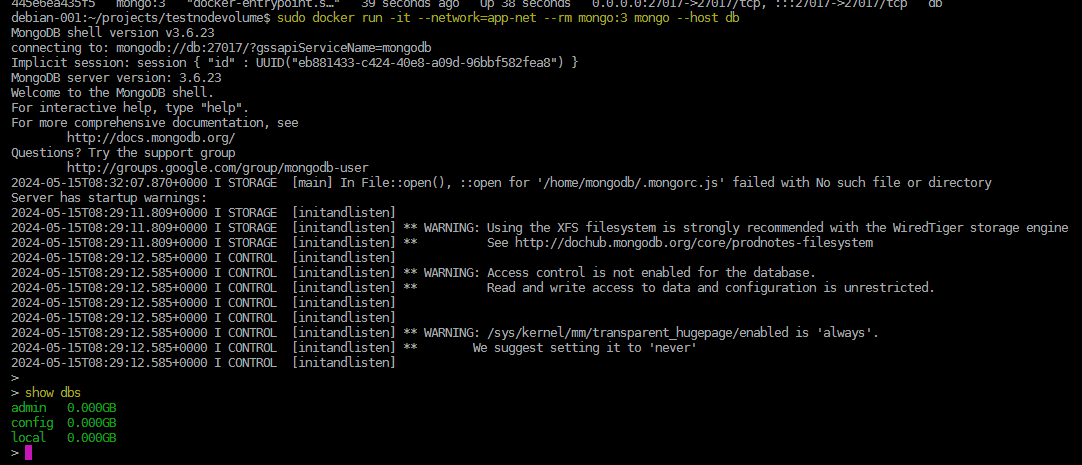 445e6ea435f5   mongo:3   "docker-entrypoint.s…"   39 seconds ago   Up 38 seconds   0.0.0.0:27017->27017/tcp, :::27017->27017/tcp   db
debian-001:~/projects/testnodevolume$ sudo docker run -it --network=app-net --rm mongo:3 mongo --host db
MongoDB shell version v3.6.23
connecting to: mongodb://db:27017/?gssapiServiceName=mongodb
Implicit session: session { "id" : UUID("eb881433-c424-40e8-a09d-96bbf582fea8") }
MongoDB server version: 3.6.23
Welcome to the MongoDB shell.
For interactive help, type "help".
For more comprehensive documentation, see
http://docs.mongodb.org/
Questions? Try the support group
http://groups.google.com/group/mongodb-user
2024-05-15T08:32:07.870+0000 I STORAGE  [main] In File::open(), ::open for '/home/mongodb/.mongorc.js' failed with No such file or directory
Server has startup warnings:
2024-05-15T08:29:11.809+0000 I STORAGE  [initandlisten]
2024-05-15T08:29:11.809+0000 I STORAGE  [initandlisten] ** WARNING: Using the XFS filesystem is strongly recommended with the WiredTiger storage engine
2024-05-15T08:29:11.809+0000 I STORAGE  [initandlisten] **          See http://dochub.mongodb.org/core/prodnotes-filesystem
2024-05-15T08:29:12.585+0000 I CONTROL  [initandlisten]
2024-05-15T08:29:12.585+0000 I CONTROL  [initandlisten] ** WARNING: Access control is not enabled for the database.
2024-05-15T08:29:12.585+0000 I CONTROL  [initandlisten] **          Read and write access to data and configuration is unrestricted.
2024-05-15T08:29:12.585+0000 I CONTROL  [initandlisten]
2024-05-15T08:29:12.585+0000 I CONTROL  [initandlisten]
2024-05-15T08:29:12.585+0000 I CONTROL  [initandlisten] ** WARNING: /sys/kernel/mm/transparent_hugepage/enabled is 'always'.
2024-05-15T08:29:12.585+0000 I CONTROL  [initandlisten] **        We suggest setting it to 'never'
2024-05-15T08:29:12.585+0000 I CONTROL  [initandlisten]
>
> show dbs
admin   0.000GB
config  0.000GB
local   0.000GB
>